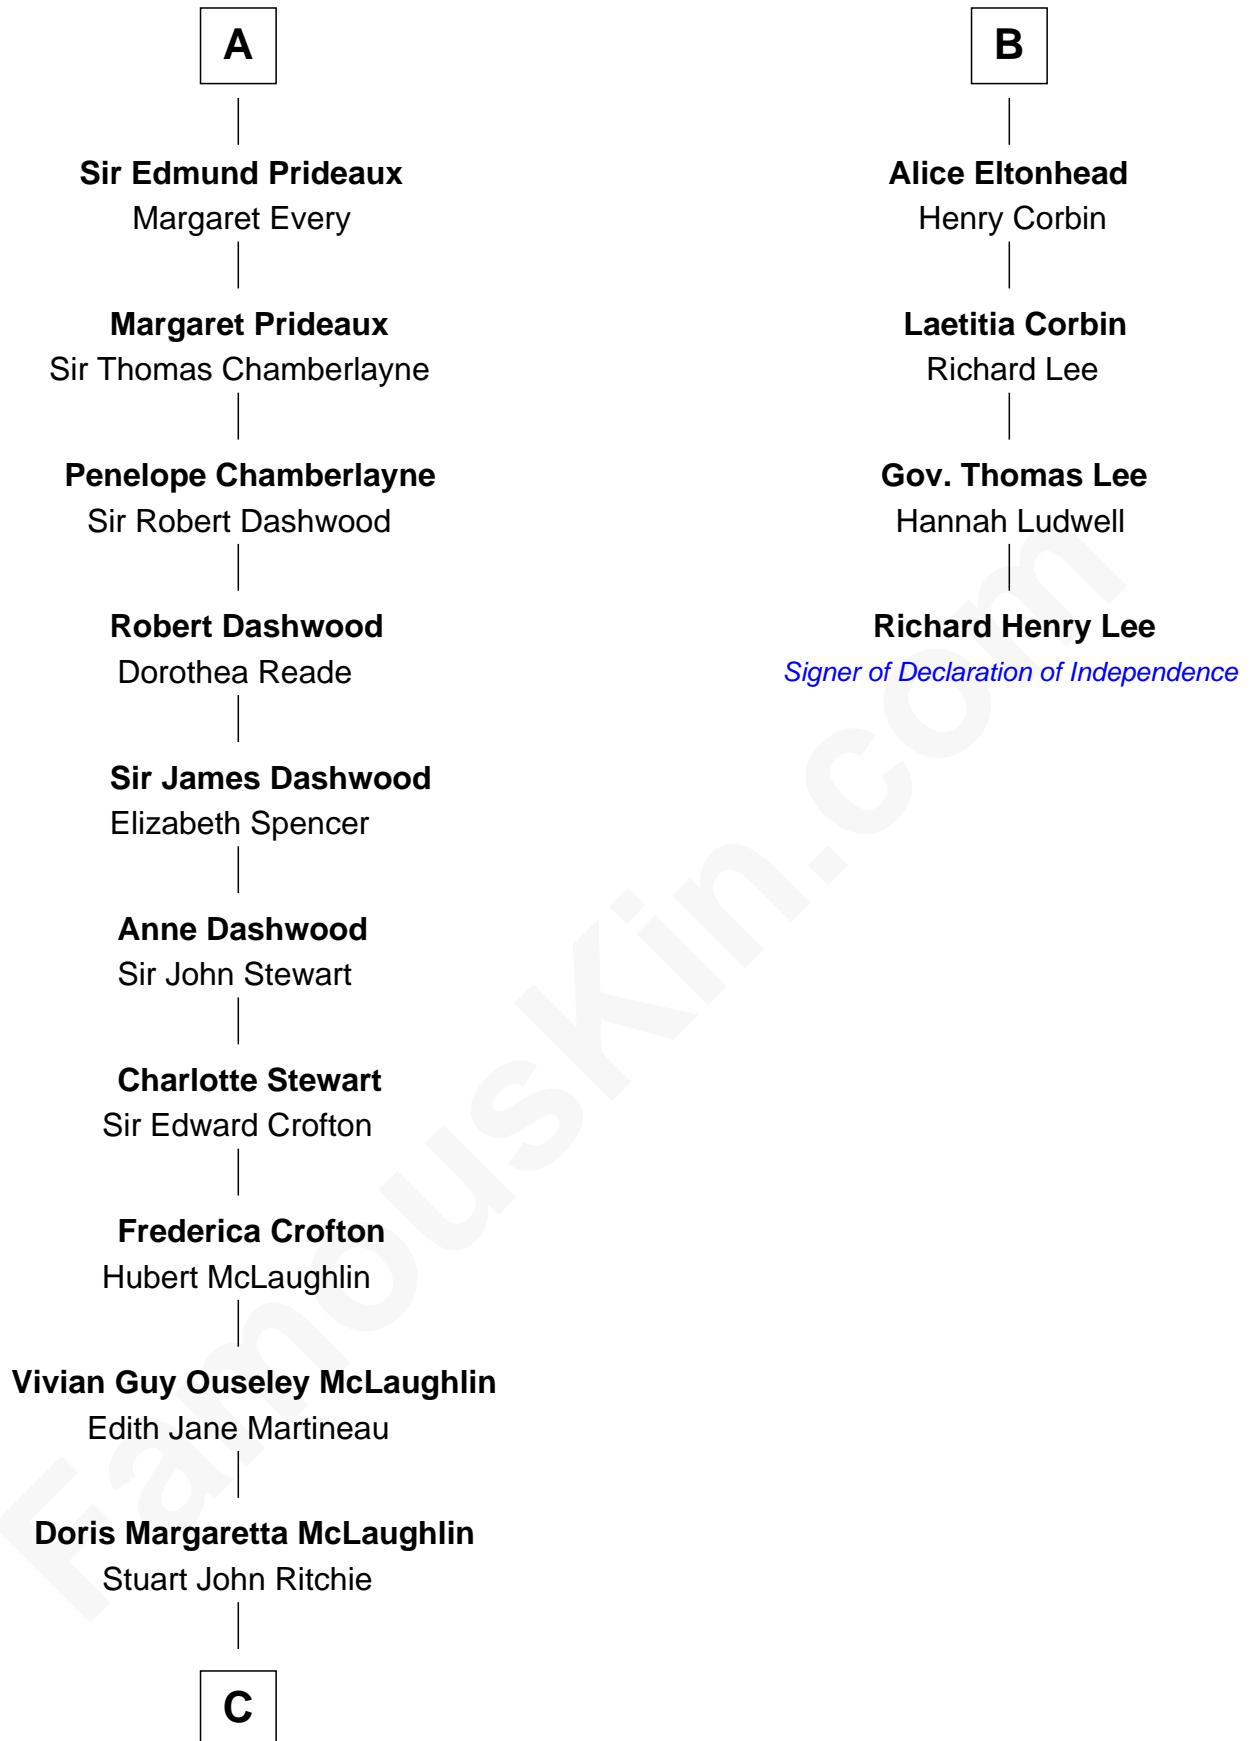 A
Sir Edmund Prideaux
Margaret Every
Margaret Prideaux
Sir Thomas Chamberlayne
Penelope Chamberlayne
Sir Robert Dashwood
Robert Dashwood
Dorothea Reade
Sir James Dashwood
Elizabeth Spencer
Anne Dashwood
Sir John Stewart
Charlotte Stewart
Sir Edward Crofton
Frederica Crofton
Hubert McLaughlin
Vivian Guy Ouseley McLaughlin
Edith Jane Martineau
Doris Margaretta McLaughlin
Stuart John Ritchie
C
B
Alice Eltonhead
Henry Corbin
Laetitia Corbin
Richard Lee
Gov. Thomas Lee
Hannah Ludwell
Richard Henry Lee
Signer of Declaration of Independence
FamousKin.com